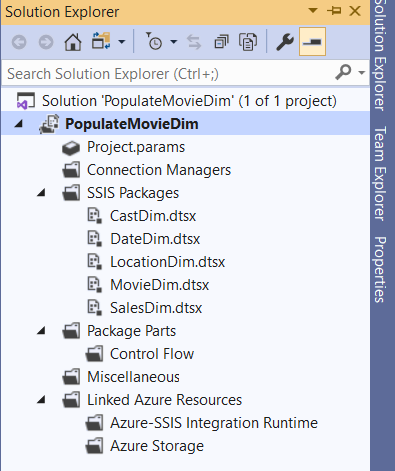 Solution Explorer
Search Solution Explorer (Ctrl+;)
Solution 'PopulateMovieDim' (1 of 1 project)
PopulateMovieDim
Project.params
Connection Managers
SSIS Packages
CastDim.dtsx
DateDim.dtsx
LocationDim.dtsx
MovieDim.dtsx
SalesDim.dtsx
Package Parts
Control Flow
Miscellaneous
Linked Azure Resources
Azure-SSIS Integration Runtime
Azure Storage
Solution Explorer
Team Explorer
Properties